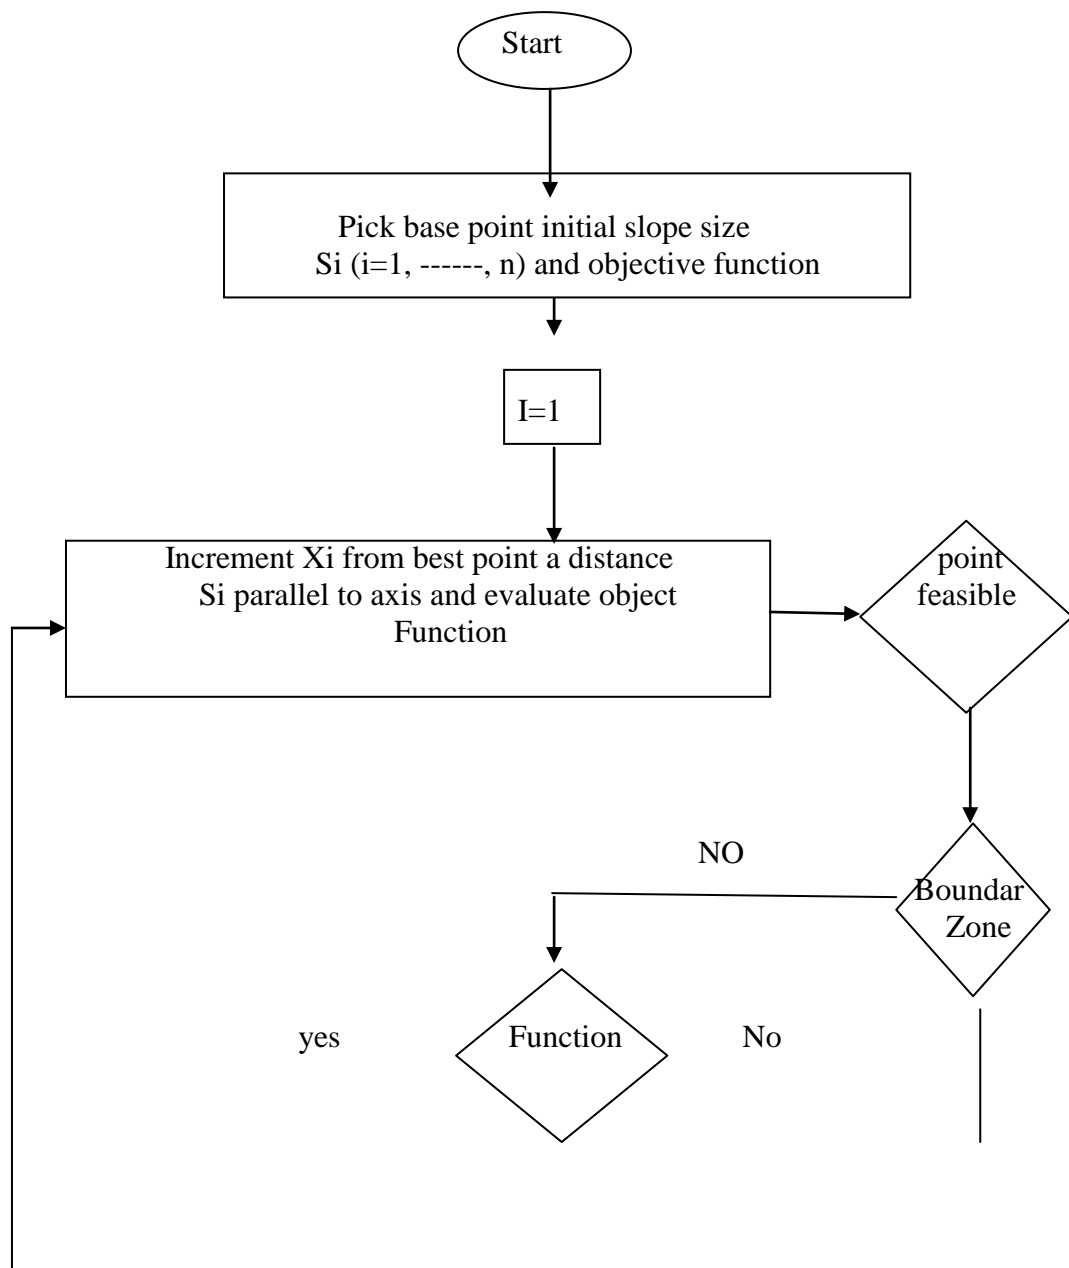 Start
Pick base point initial slope size
Si (i=1, ------, n) and objective function
I=1
Increment Xi from best point a distance
Si parallel to axis and evaluate object
Function
point
feasible
NO
Boundar
Zone
yes
Function
No